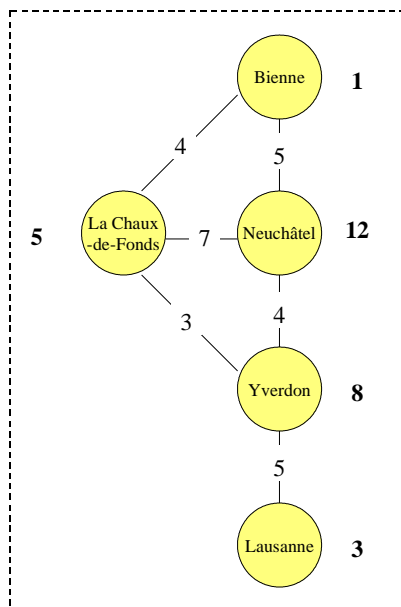 Bienne
1
4
5
La Chaux
-de-Fonds
5
7
Neuchâtel
12
3
4
Yverdon
8
5
Lausanne
3